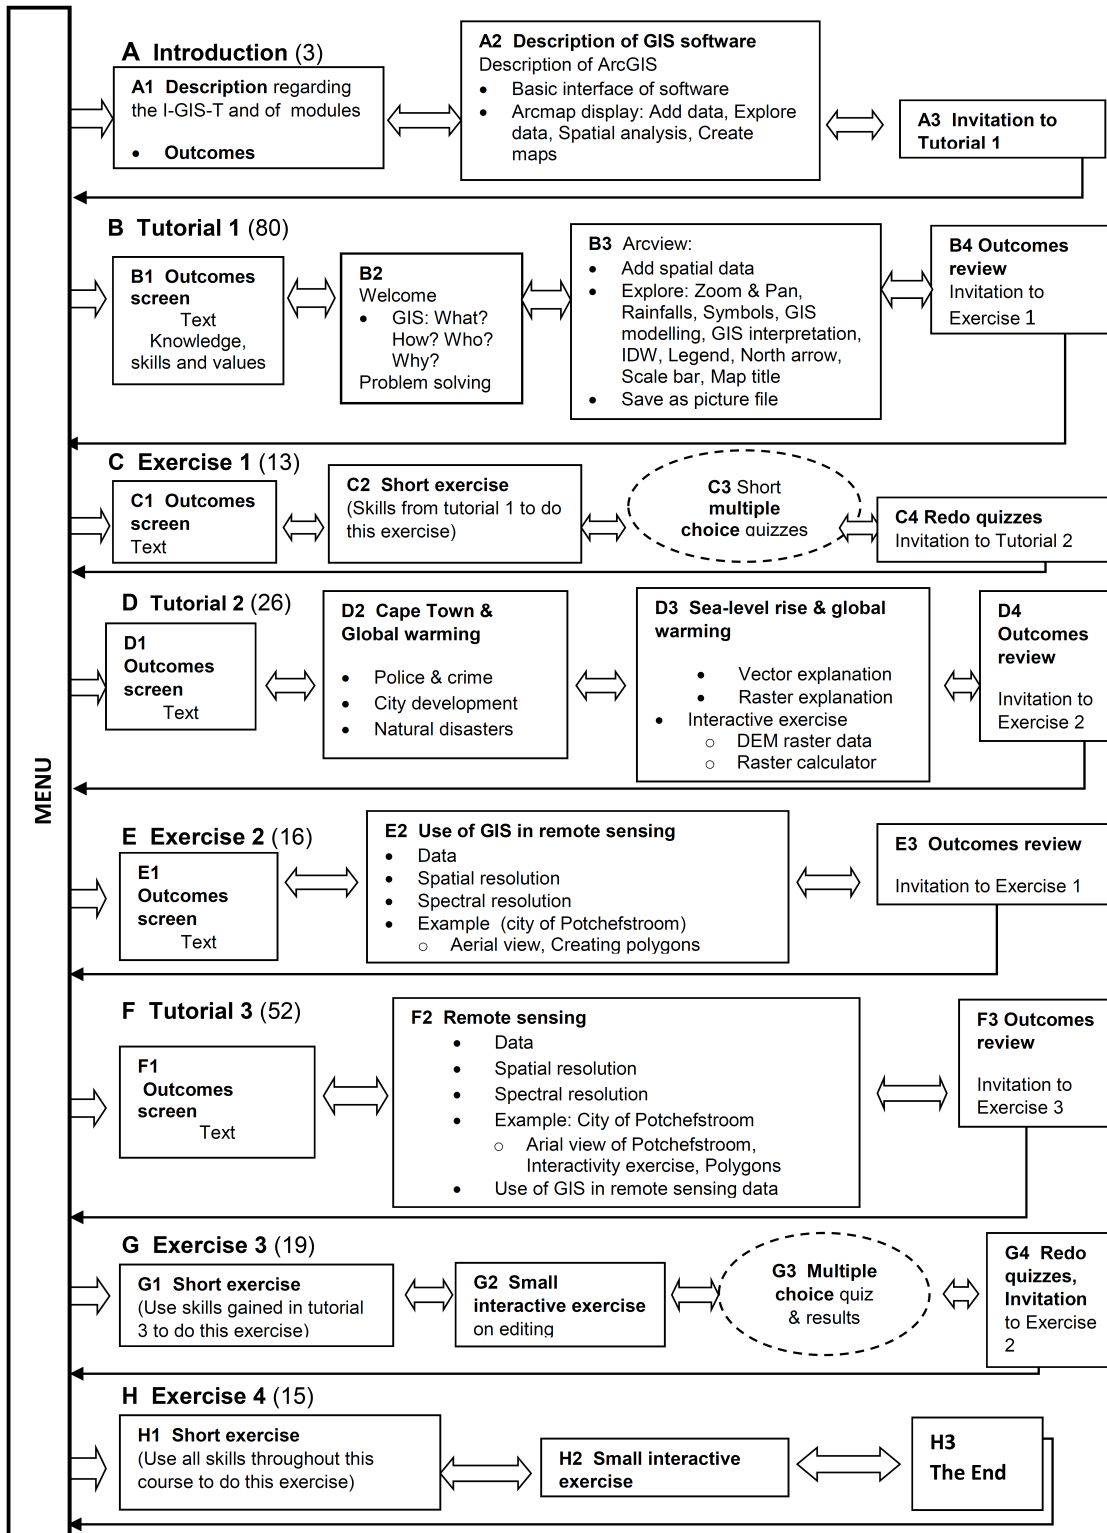 MENU
A Introduction (3)
A1 Description regarding
the I-GIS-T and of modules
• Outcomes
A2 Description of GIS software
Description of ArcGIS
• Basic interface of software
• Arcmap display: Add data, Explore
data, Spatial analysis, Create
maps
A3 Invitation to
Tutorial 1
B Tutorial 1 (80)
B1 Outcomes
screen
Text
Knowledge,
skills and values
B2
Welcome
• GIS: What?
How? Who?
Why?
Problem solving
B3 Arcview:
• Add spatial data
• Explore: Zoom & Pan,
Rainfalls, Symbols, GIS
modelling, GIS interpretation,
IDW, Legend, North arrow,
Scale bar, Map title
• Save as picture file
B4 Outcomes
review
Invitation to
Exercise 1
C Exercise 1 (13)
C1 Outcomes
screen
Text
C2 Short exercise
(Skills from tutorial 1 to do
this exercise)
C3 Short
multiple
choice quizzes
C4 Redo quizzes
Invitation to Tutorial 2
D Tutorial 2 (26)
D1
Outcomes
screen
Text
D2 Cape Town &
Global warming
• Police & crime
• City development
• Natural disasters
D3 Sea-level rise & global
warming
• Vector explanation
• Raster explanation
• Interactive exercise
o DEM raster data
o Raster calculator
D4
Outcomes
review
Invitation to
Exercise 2
E Exercise 2 (16)
E1
Outcomes
screen
Text
E2 Use of GIS in remote sensing
• Data
• Spatial resolution
• Spectral resolution
• Example (city of Potchefstroom)
o Aerial view, Creating polygons
E3 Outcomes review
Invitation to Exercise 1
F Tutorial 3 (52)
F1
Outcomes
screen
Text
F2 Remote sensing
• Data
• Spatial resolution
• Spectral resolution
• Example: City of Potchefstroom
o Arial view of Potchefstroom,
Interactivity exercise, Polygons
• Use of GIS in remote sensing data
F3 Outcomes
review
Invitation to
Exercise 3
G Exercise 3 (19)
G1 Short exercise
(Use skills gained in tutorial
3 to do this exercise)
G2 Small
interactive exercise
on editing
G3 Multiple
choice quiz
& results
G4 Redo
quizzes,
Invitation
to Exercise
2
H Exercise 4 (15)
H1 Short exercise
(Use all skills throughout this
course to do this exercise)
H2 Small interactive
exercise
H3
The End